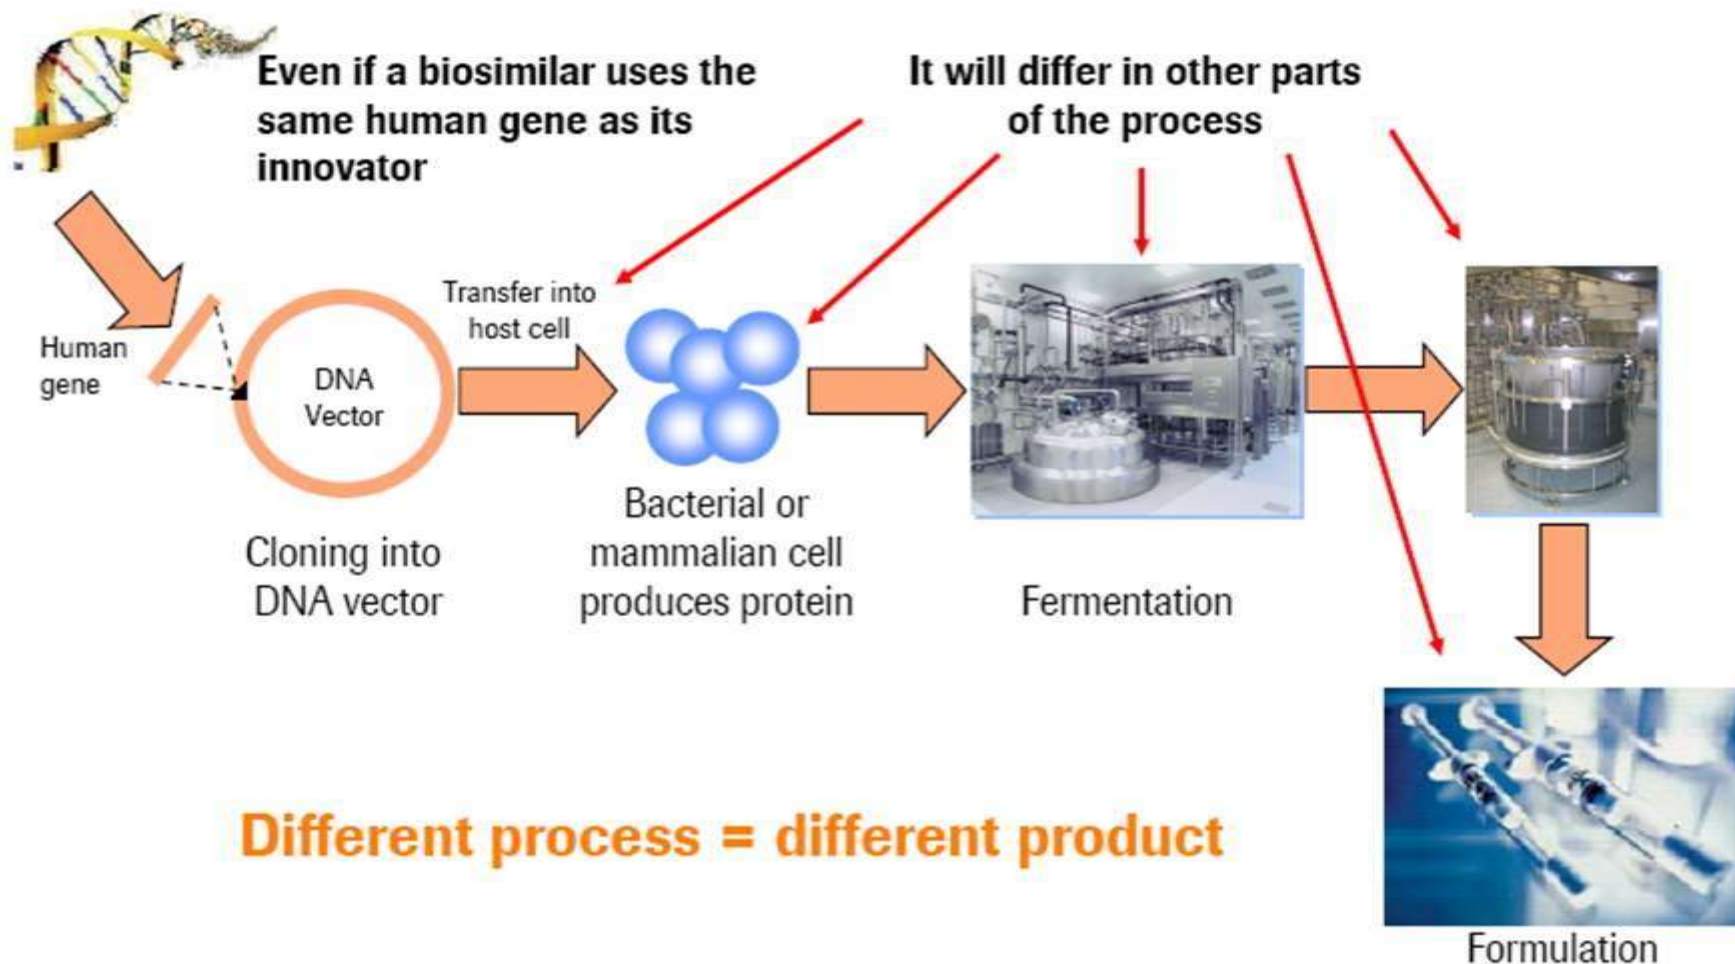 Even if a biosimilar uses the
same human gene as its
innovator
It will differ in other parts
of the process
Human
gene
DNA
Vector
Transfer into
host cell
Cloning into
DNA vector
Bacterial or
mammalian cell
produces protein
Fermentation
Different process = different product
Formulation